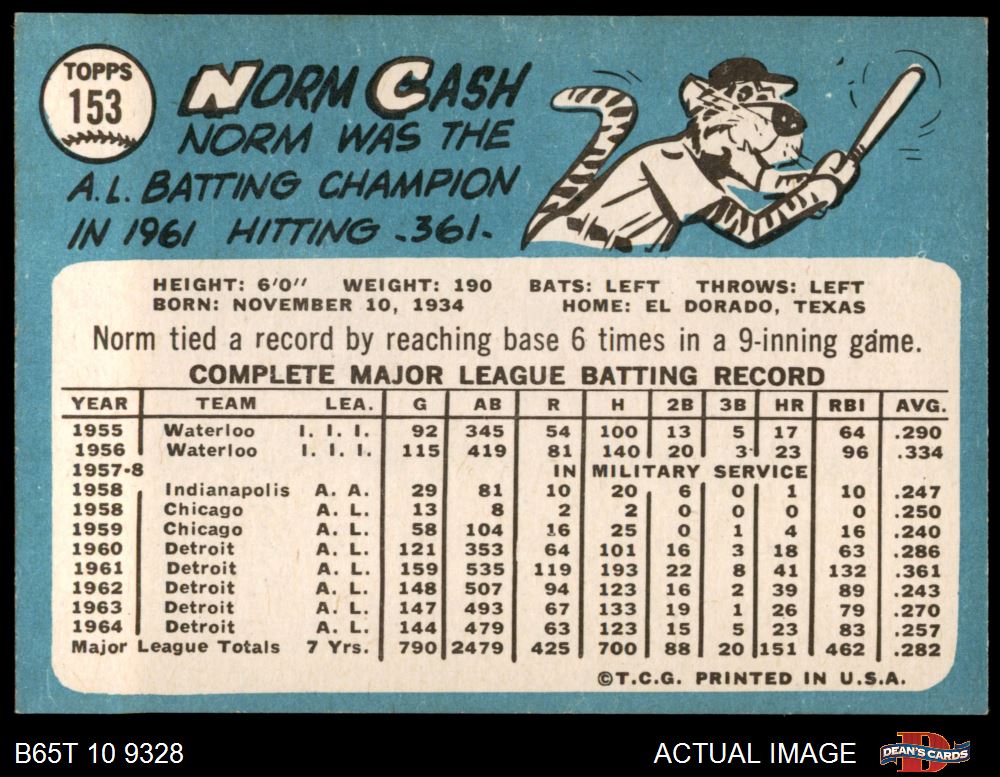 TOPPS
153
NORM CASH
NORM WAS THE
A.L. BATTING CHAMPION
IN 1961 HITTING .361.
HEIGHT: 6'0" WEIGHT: 190 BATS: LEFT THROWS: LEFT
BORN: NOVEMBER 10, 1934 HOME: EL DORADO, TEXAS
Norm tied a record by reaching base 6 times in a 9-inning game.
COMPLETE MAJOR LEAGUE BATTING RECORD
YEAR TEAM LEA. G AB R H 2B 3B HR RBI AVG.
1955 Waterloo I. I. I. 92 345 54 100 13 5 17 64 .290
1956 Waterloo I. I. I. 115 419 81 140 20 3 23 96 .334
1957-8 IN MILITARY SERVICE
1958 Indianapolis A. A. 29 81 10 20 6 0 1 10 .247
1958 Chicago A. L. 13 8 2 2 0 0 0 0 .250
1959 Chicago A. L. 58 104 16 25 0 1 4 16 .240
1960 Detroit A. L. 121 353 64 101 16 3 18 63 .286
1961 Detroit A. L. 159 535 119 193 22 8 41 132 .361
1962 Detroit A. L. 148 507 94 123 16 2 39 89 .243
1963 Detroit A. L. 147 493 67 133 19 1 26 79 .270
1964 Detroit A. L. 144 479 63 123 15 5 23 83 .257
Major League Totals 7 Yrs. 790 2479 425 700 88 20 151 462 .282
©T.C.G. PRINTED IN U.S.A.
B65T 10 9328 ACTUAL IMAGE DEAN'S CARDS